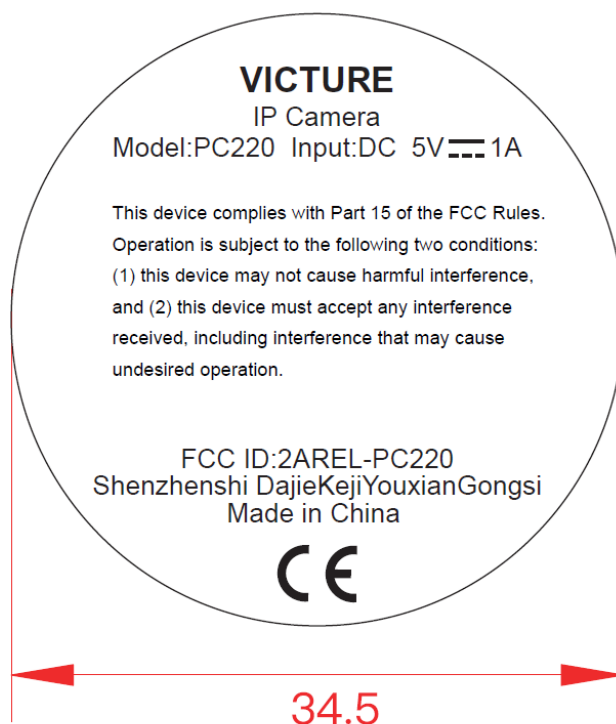 VICTURE
IP Camera
Model:PC220 Input:DC 5V⎓1A
This device complies with Part 15 of the FCC Rules.
Operation is subject to the following two conditions:
(1) this device may not cause harmful interference,
and (2) this device must accept any interference
received, including interference that may cause
undesired operation.
FCC ID:2AREL-PC220
Shenzhenshi DajieKejiYouxianGongsi
Made in China
CE
34.5